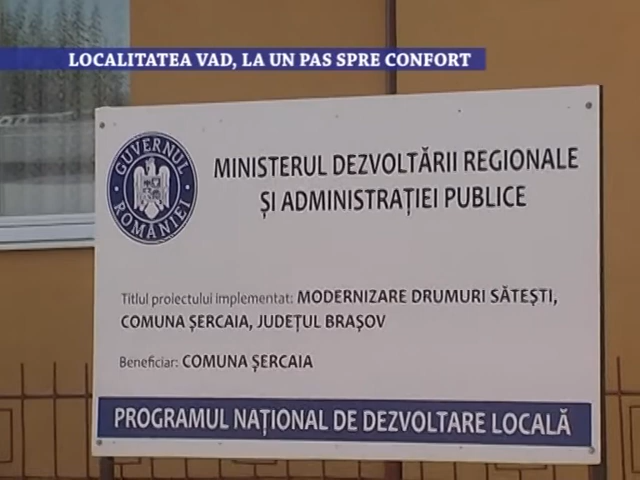 LOCALITATEA VAD, LA UN PAS SPRE CONFORT
GUVERNUL ROMÂNIEI
MINISTERUL DEZVOLTĂRII REGIONALE
ȘI ADMINISTRAȚIEI PUBLICE
Titlul proiectului implementat: MODERNIZARE DRUMURI SĂTEȘTI,
COMUNA ȘERCAIA, JUDEȚUL BRAȘOV
Beneficiar: COMUNA ȘERCAIA
PROGRAMUL NAȚIONAL DE DEZVOLTARE LOCALĂ